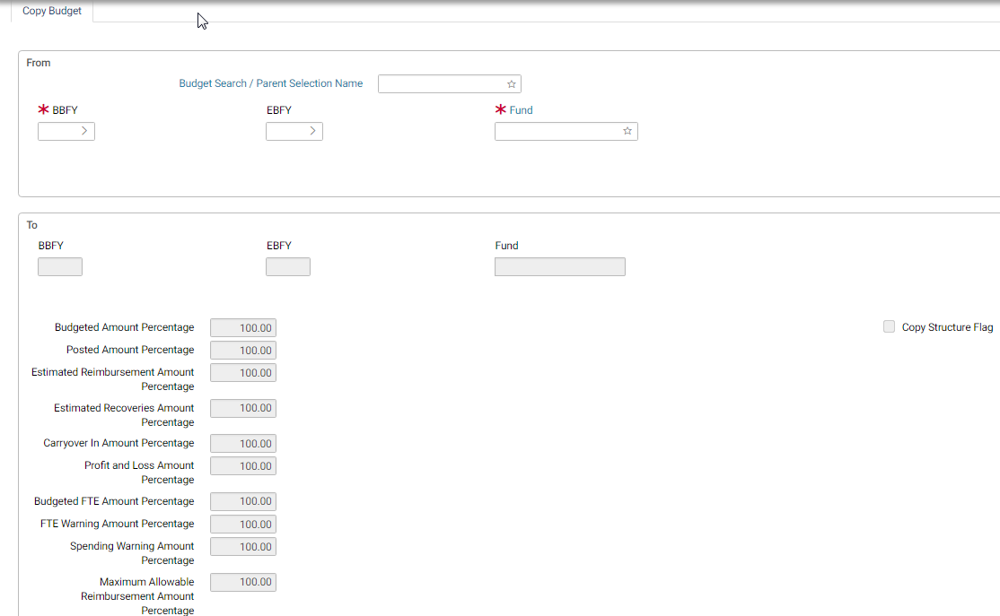 Copy Budget
From
Budget Search / Parent Selection Name
* BBFY
EBFY
* Fund
To
BBFY
EBFY
Fund
Budgeted Amount Percentage 100.00
Copy Structure Flag
Posted Amount Percentage 100.00
Estimated Reimbursement Amount 100.00
Percentage
Estimated Recoveries Amount 100.00
Percentage
Carryover In Amount Percentage 100.00
Profit and Loss Amount 100.00
Percentage
Budgeted FTE Amount Percentage 100.00
FTE Warning Amount Percentage 100.00
Spending Warning Amount 100.00
Percentage
Maximum Allowable 100.00
Reimbursement Amount
Percentage